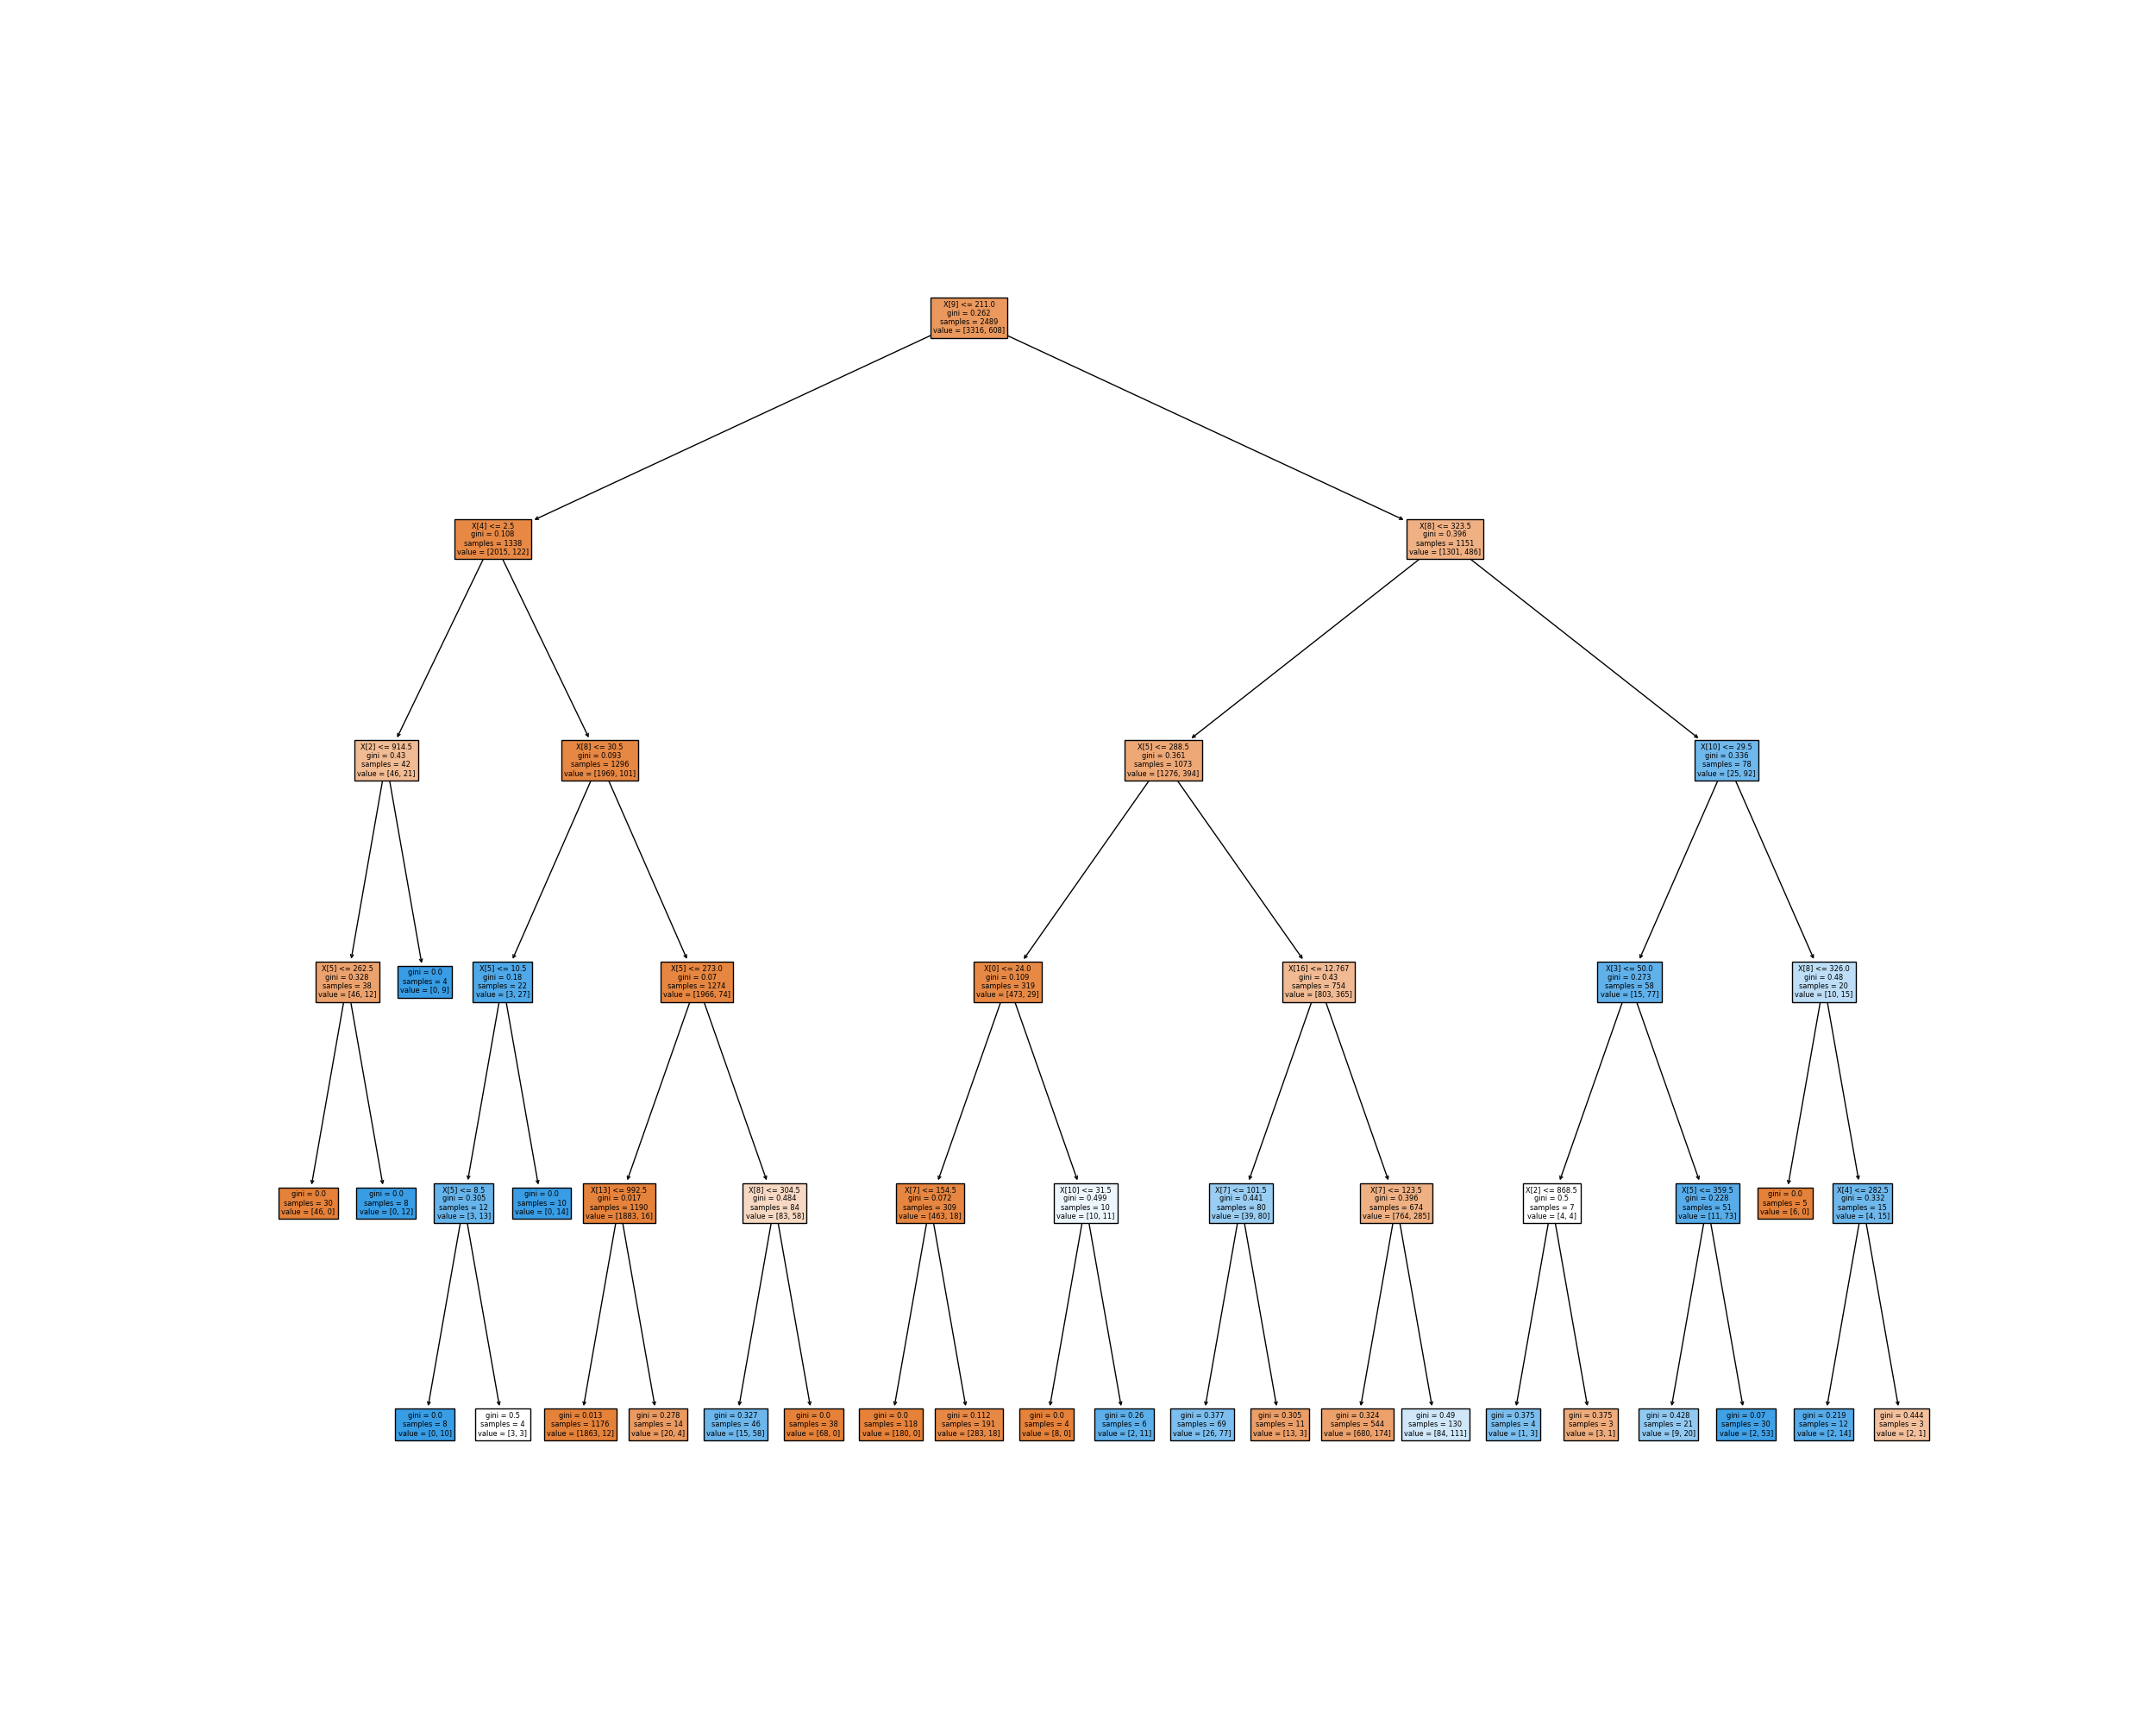 X[9] <= 211.0
gini = 0.262
samples = 2489
value = [3316, 608]
X[4] <= 2.5
gini = 0.108
samples = 1338
value = [2015, 122]
X[8] <= 323.5
gini = 0.396
samples = 1151
value = [1301, 486]
X[2] <= 914.5
gini = 0.43
samples = 42
value = [46, 21]
X[8] <= 30.5
gini = 0.093
samples = 1296
value = [1969, 101]
X[5] <= 288.5
gini = 0.361
samples = 1073
value = [1276, 394]
X[10] <= 29.5
gini = 0.336
samples = 78
value = [25, 92]
X[5] <= 262.5
gini = 0.328
samples = 38
value = [46, 12]
gini = 0.0
samples = 4
value = [0, 9]
X[5] <= 10.5
gini = 0.18
samples = 22
value = [3, 27]
X[5] <= 273.0
gini = 0.07
samples = 1274
value = [1966, 74]
X[0] <= 24.0
gini = 0.109
samples = 319
value = [473, 29]
X[16] <= 12.767
gini = 0.43
samples = 754
value = [803, 365]
X[3] <= 50.0
gini = 0.273
samples = 58
value = [15, 77]
X[8] <= 326.0
gini = 0.48
samples = 20
value = [10, 15]
gini = 0.0
samples = 30
value = [46, 0]
gini = 0.0
samples = 8
value = [0, 12]
X[5] <= 8.5
gini = 0.305
samples = 12
value = [3, 13]
gini = 0.0
samples = 10
value = [0, 14]
X[13] <= 992.5
gini = 0.017
samples = 1190
value = [1883, 16]
X[8] <= 304.5
gini = 0.484
samples = 84
value = [83, 58]
X[7] <= 154.5
gini = 0.072
samples = 309
value = [463, 18]
X[10] <= 31.5
gini = 0.499
samples = 10
value = [10, 11]
X[7] <= 101.5
gini = 0.441
samples = 80
value = [39, 80]
X[7] <= 123.5
gini = 0.396
samples = 674
value = [764, 285]
X[2] <= 868.5
gini = 0.5
samples = 7
value = [4, 4]
X[5] <= 359.5
gini = 0.228
samples = 51
value = [11, 73]
gini = 0.0
samples = 5
value = [6, 0]
X[4] <= 282.5
gini = 0.332
samples = 15
value = [4, 15]
gini = 0.0
samples = 8
value = [0, 10]
gini = 0.5
samples = 4
value = [3, 3]
gini = 0.013
samples = 1176
value = [1863, 12]
gini = 0.278
samples = 14
value = [20, 4]
gini = 0.327
samples = 46
value = [15, 58]
gini = 0.0
samples = 38
value = [68, 0]
gini = 0.0
samples = 118
value = [180, 0]
gini = 0.112
samples = 191
value = [283, 18]
gini = 0.0
samples = 4
value = [8, 0]
gini = 0.26
samples = 6
value = [2, 11]
gini = 0.377
samples = 69
value = [26, 77]
gini = 0.305
samples = 11
value = [13, 3]
gini = 0.324
samples = 544
value = [680, 174]
gini = 0.49
samples = 130
value = [84, 111]
gini = 0.375
samples = 4
value = [1, 3]
gini = 0.375
samples = 3
value = [3, 1]
gini = 0.428
samples = 21
value = [9, 20]
gini = 0.07
samples = 30
value = [2, 53]
gini = 0.219
samples = 12
value = [2, 14]
gini = 0.444
samples = 3
value = [2, 1]